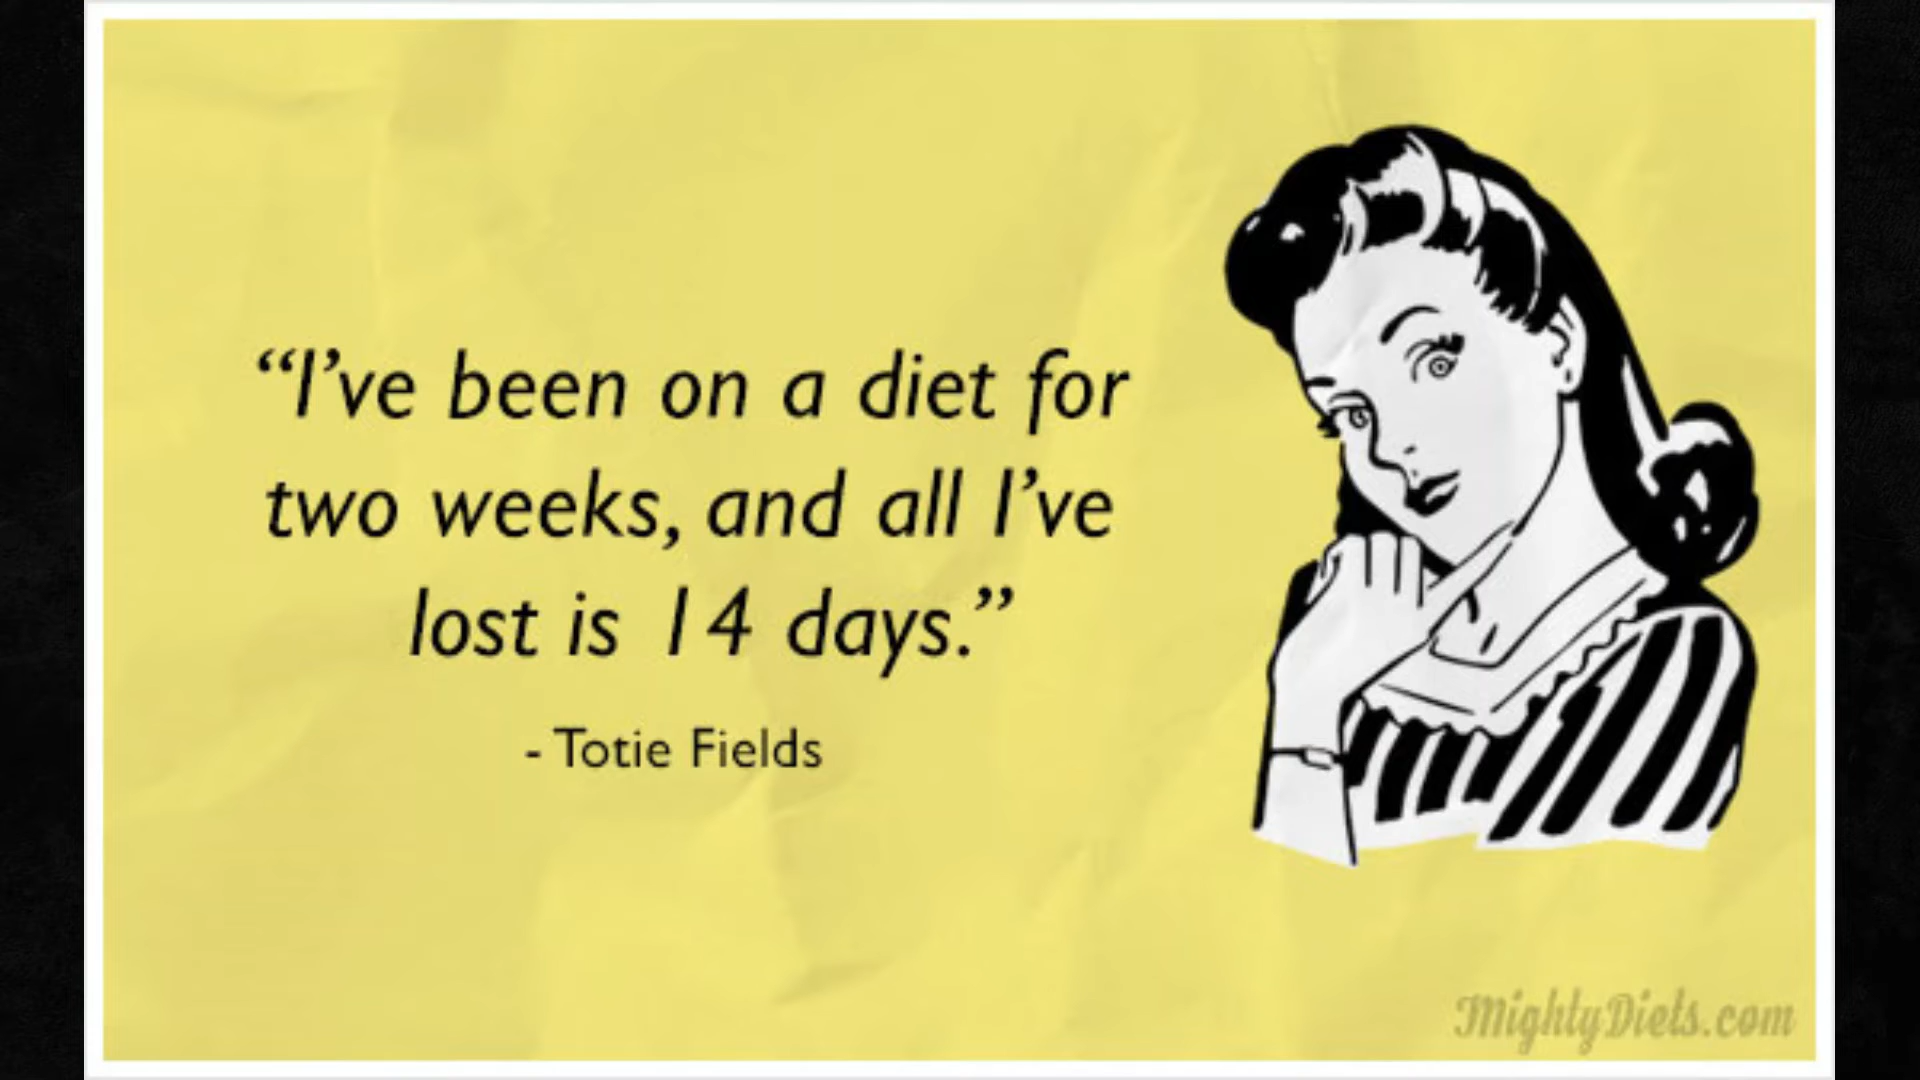 “I’ve been on a diet for
two weeks, and all I’ve
lost is 14 days.”
- Totie Fields
MightyDiets.com